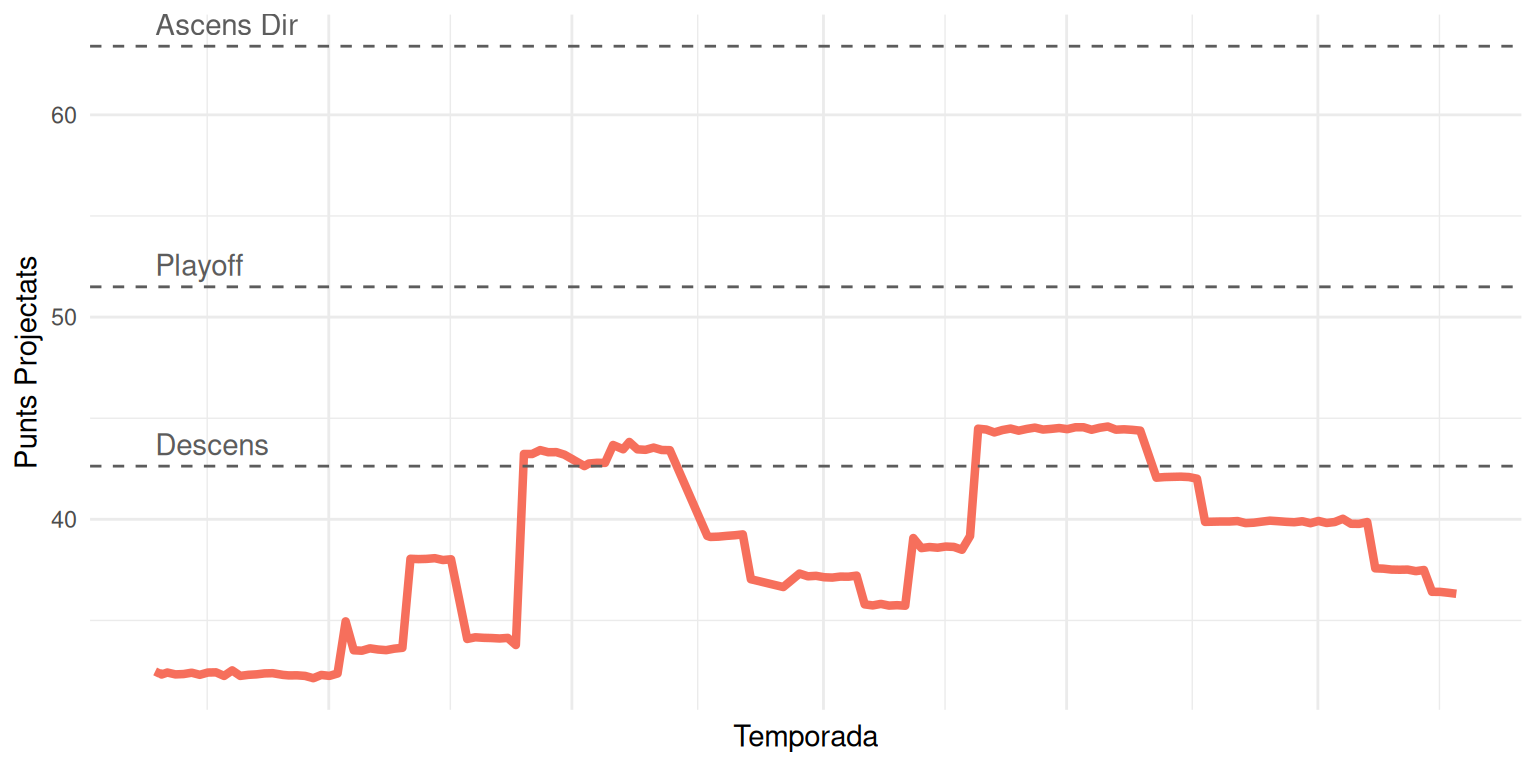 Ascens Dir
60
Playoff
50
Descens
40
Punts Projectats
Temporada